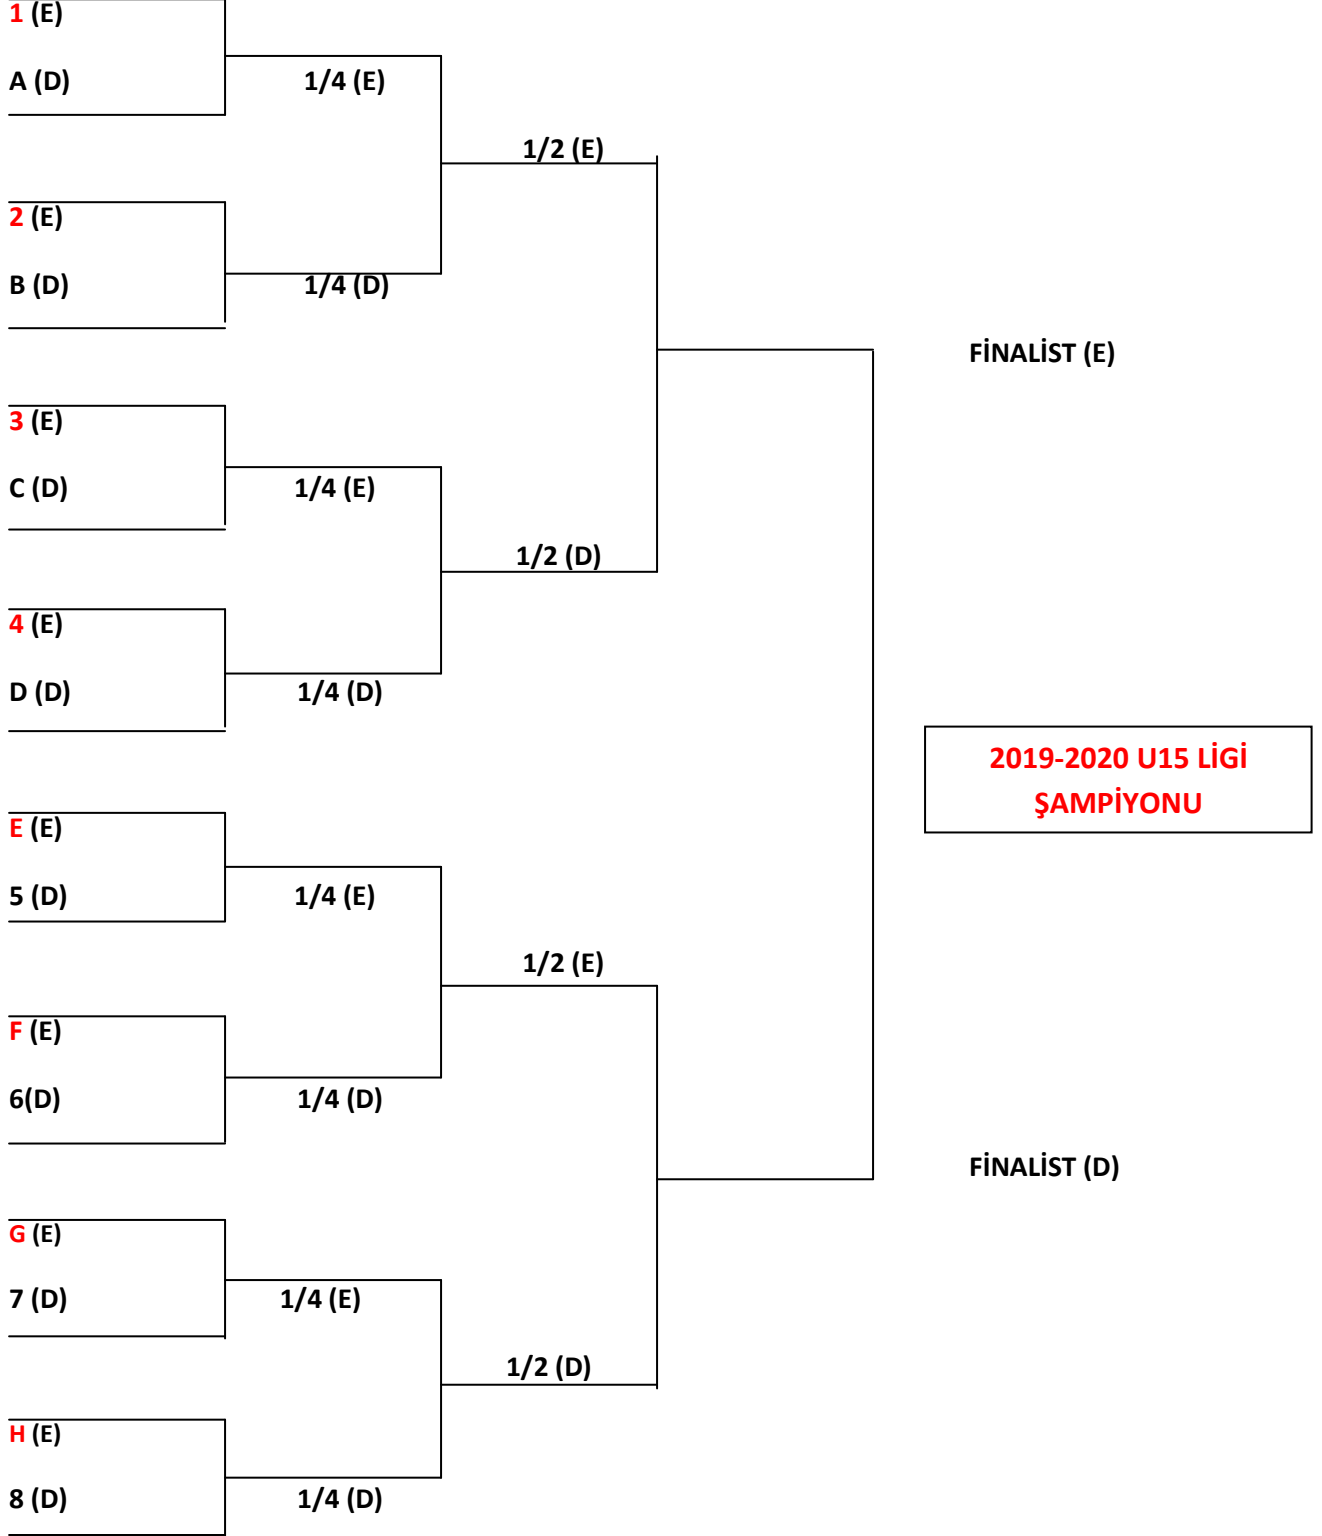 1 (E)
A (D)
1/4 (E)
1/2 (E)
2 (E)
B (D)
1/4 (D)
FİNALİST (E)
3 (E)
C (D)
1/4 (E)
1/2 (D)
4 (E)
D (D)
1/4 (D)
2019-2020 U15 LİGİ
ŞAMPİYONU
E (E)
5 (D)
1/4 (E)
1/2 (E)
F (E)
6(D)
1/4 (D)
FİNALİST (D)
G (E)
7 (D)
1/4 (E)
1/2 (D)
H (E)
8 (D)
1/4 (D)